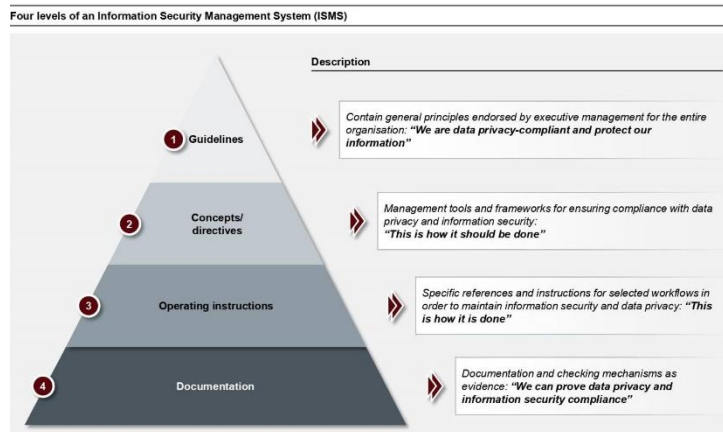 Four levels of an Information Security Management System (ISMS)
Description
1
Guidelines
Contain general principles endorsed by executive management for the entire
organisation: “We are data privacy-compliant and protect our
information”
2
Concepts/
directives
Management tools and frameworks for ensuring compliance with data
privacy and information security:
“This is how it should be done”
3
Operating instructions
Specific references and instructions for selected workflows in
order to maintain information security and data privacy: “This
is how it is done”
4
Documentation
Documentation and checking mechanisms as
evidence: “We can prove data privacy and
information security compliance”